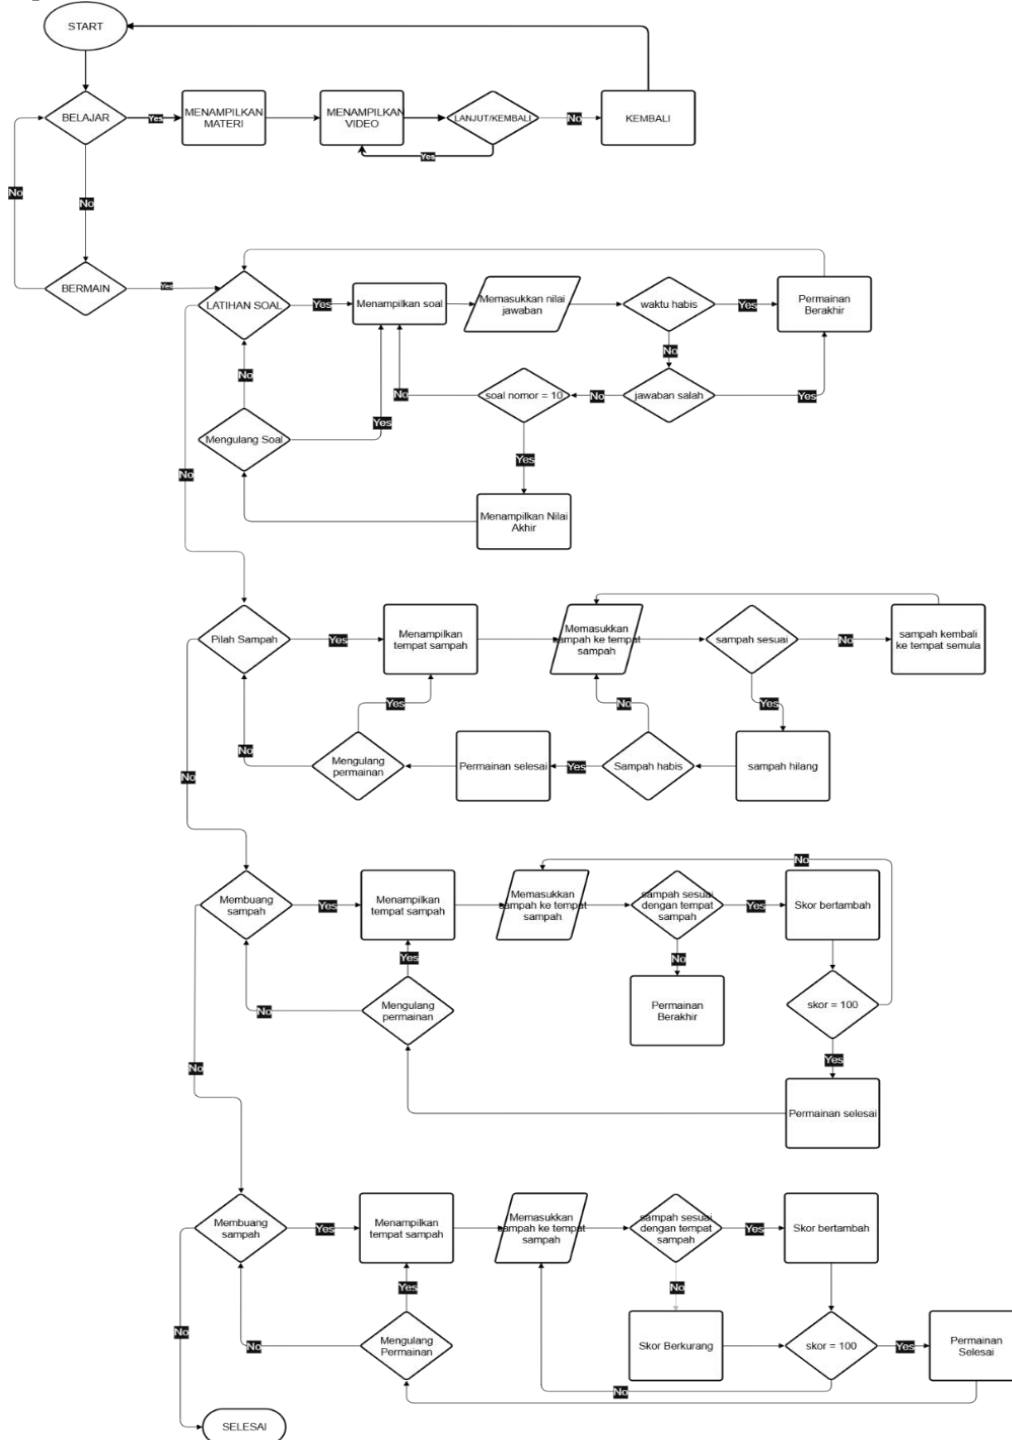 START
BELAJAR
Yes
MENAMPILKAN
MATERI
MENAMPILKAN
VIDEO
LANJUT/KEMBALI
No
KEMBALI
Yes
No
No
BERMAIN
Yes
LATIHAN SOAL
Yes
Menampilkan soal
Memasukkan nilai
jawaban
waktu habis
Yes
Permainan
Berakhir
No
No
No
soal nomor = 10
No
jawaban salah
Yes
Mengulang Soal
Yes
Yes
No
Menampilkan Nilai
Akhir
Pilah Sampah
Yes
Menampilkan
tempat sampah
Memasukkan
sampah ke tempat
sampah
sampah sesuai
No
sampah kembali
ke tempat semula
Yes
No
Yes
No
Mengulang
permainan
Permainan selesai
Yes
Sampah habis
sampah hilang
No
No
Membuang
sampah
Yes
Menampilkan
tempat sampah
Memasukkan
sampah ke tempat
sampah
sampah sesuai
dengan tempat
sampah
Yes
Skor bertambah
Yes
No
No
Mengulang
permainan
Permainan
Berakhir
skor = 100
No
Yes
Permainan selesai
Membuang
sampah
Yes
Menampilkan
tempat sampah
Memasukkan
sampah ke tempat
sampah
sampah sesuai
dengan tempat
sampah
Yes
Skor bertambah
Yes
No
No
No
Mengulang
Permainan
Skor Berkurang
skor = 100
Yes
Permainan
Selesai
No
SELESAI